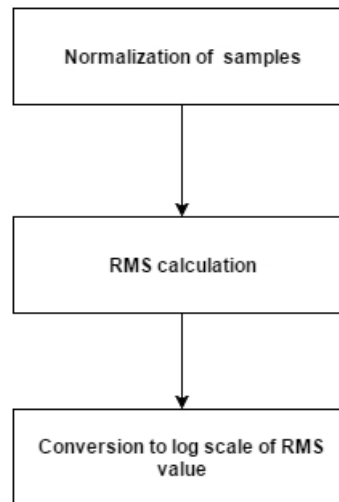 Normalization of samples
RMS calculation
Conversion to log scale of RMS
value